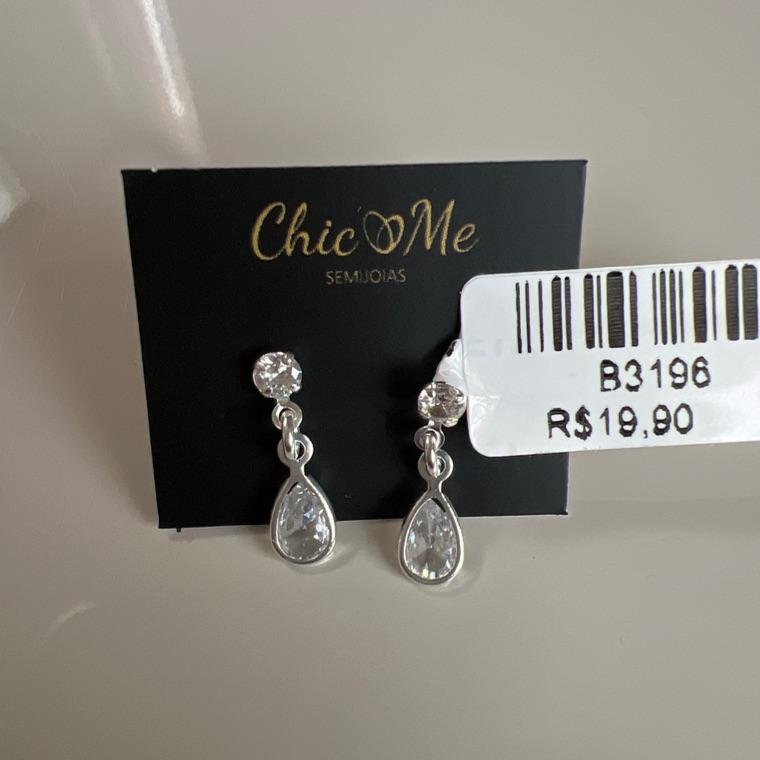 Chic Me
SEMIJOIAS
B3196
R$19,90